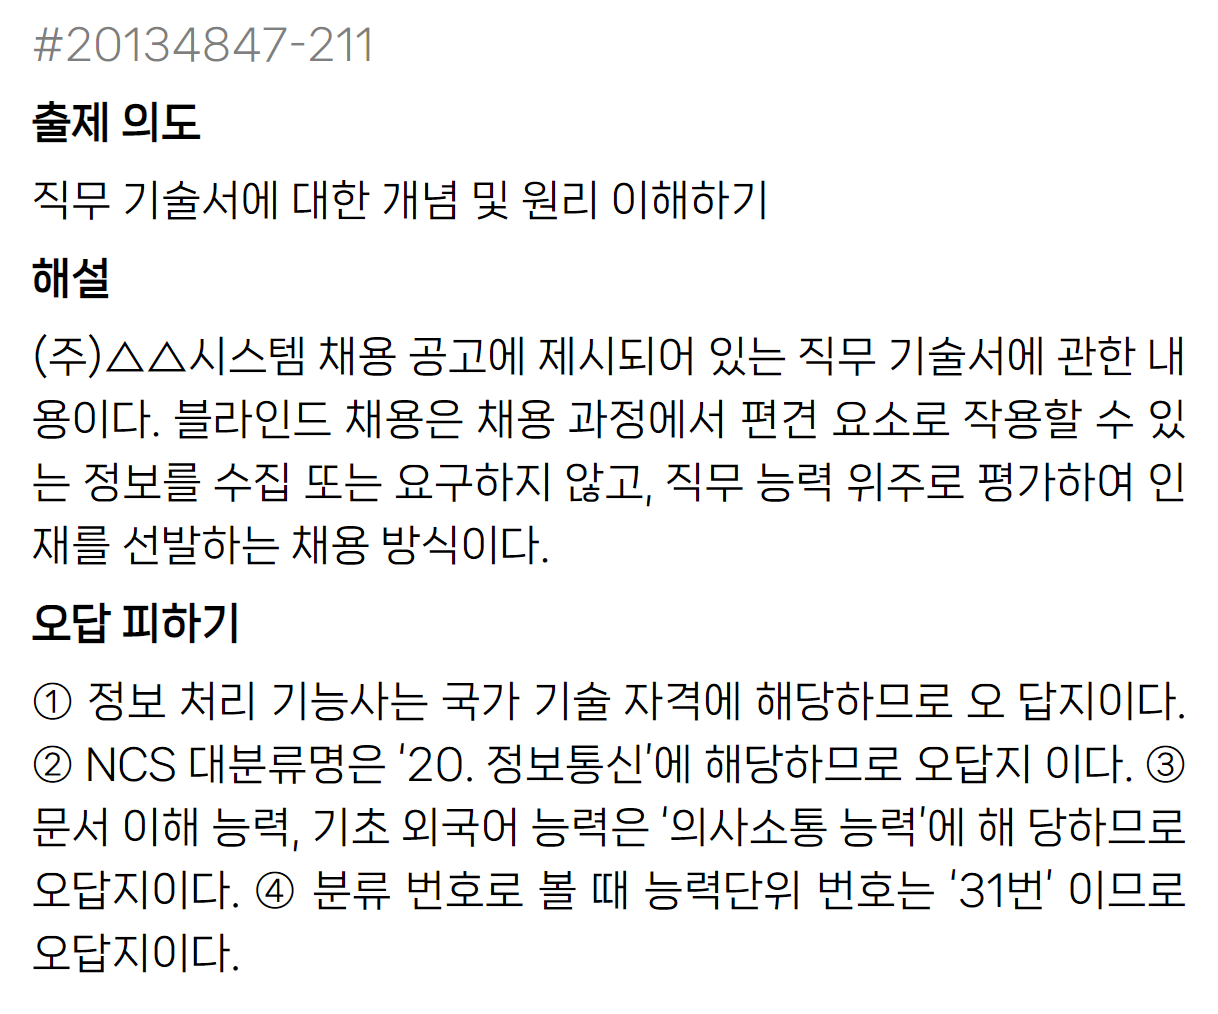 #20134847-211
출제 의도
직무 기술서에 대한 개념 및 원리 이해하기
해설
(주)△△시스템 채용 공고에 제시되어 있는 직무 기술서에 관한 내
용이다. 블라인드 채용은 채용 과정에서 편견 요소로 작용할 수 있
는 정보를 수집 또는 요구하지 않고, 직무 능력 위주로 평가하여 인
재를 선발하는 채용 방식이다.
오답 피하기
① 정보 처리 기능사는 국가 기술 자격에 해당하므로 오 답지이다.
② NCS 대분류명은 ‘20. 정보통신’에 해당하므로 오답지 이다. ③
문서 이해 능력, 기초 외국어 능력은 ‘의사소통 능력’에 해 당하므로
오답지이다. ④ 분류 번호로 볼 때 능력단위 번호는 ‘31번’ 이므로
오답지이다.